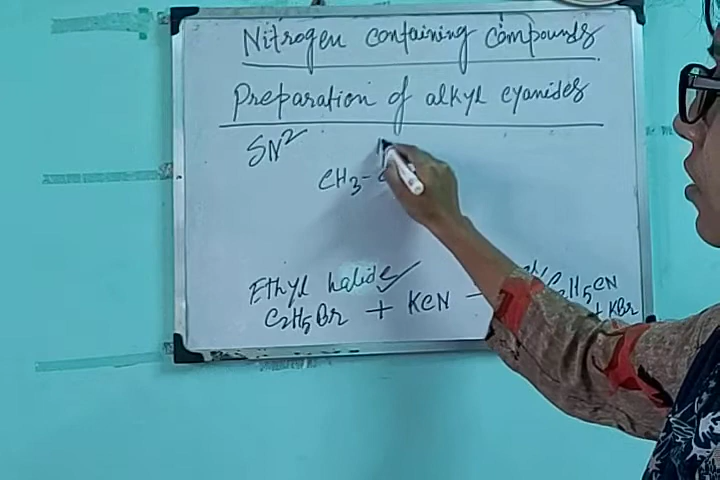 Nitrogen containing Compounds
Preparation of alkyl cyanides
SN2
CH3-
Ethyl halide ✓
C2H5Br + KCN — C2H5CN
+ KBr